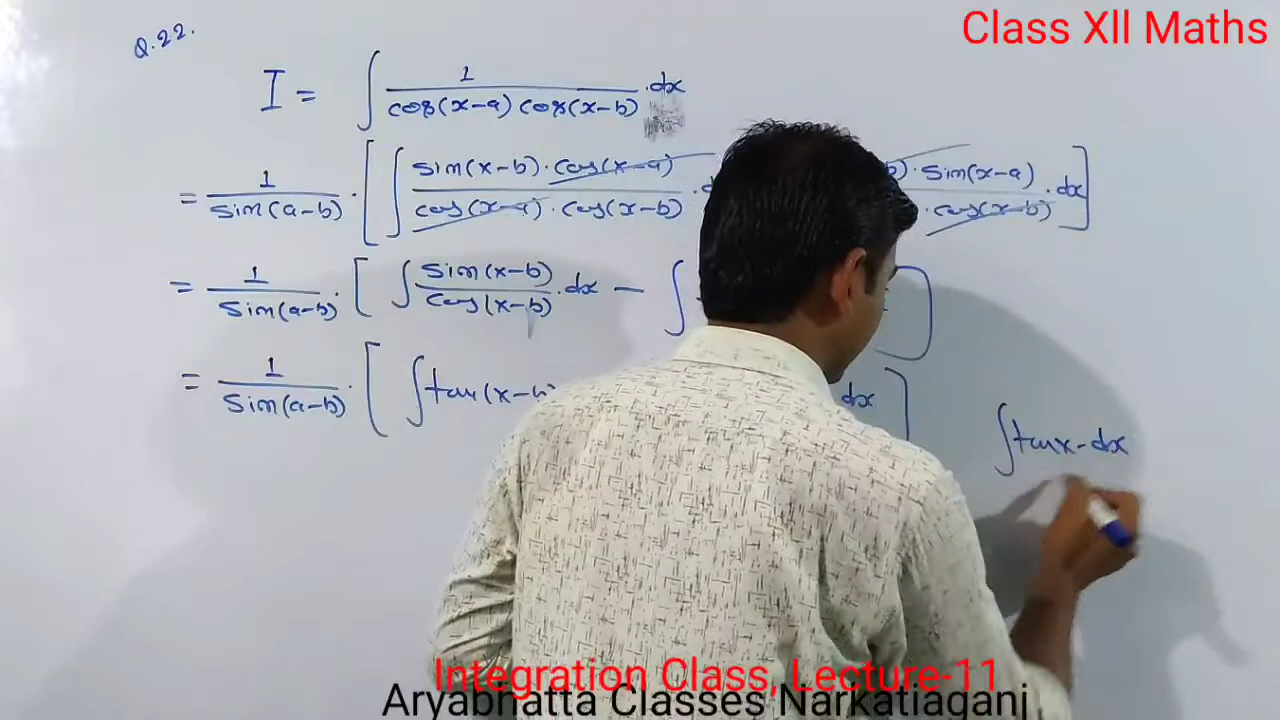 Class XII Maths
Q.22.
I = ∫ 1 / cos(x-a) cos(x-b) .dx
= 1 / sin(a-b) · [ ∫ sin(x-b)·cos(x-a) / cos(x-a)·cos(x-b) · sin(x-a) / ·cos(x-b) ·dx ]
= 1 / sin(a-b) · [ ∫ sin(x-b) / cos(x-b) ·dx - ∫ ]
= 1 / sin(a-b) · [ ∫ tan(x-b) dx ]
∫tanx-dx
Integration Class, Lecture-11
Aryabhatta Classes Narkatiaganj